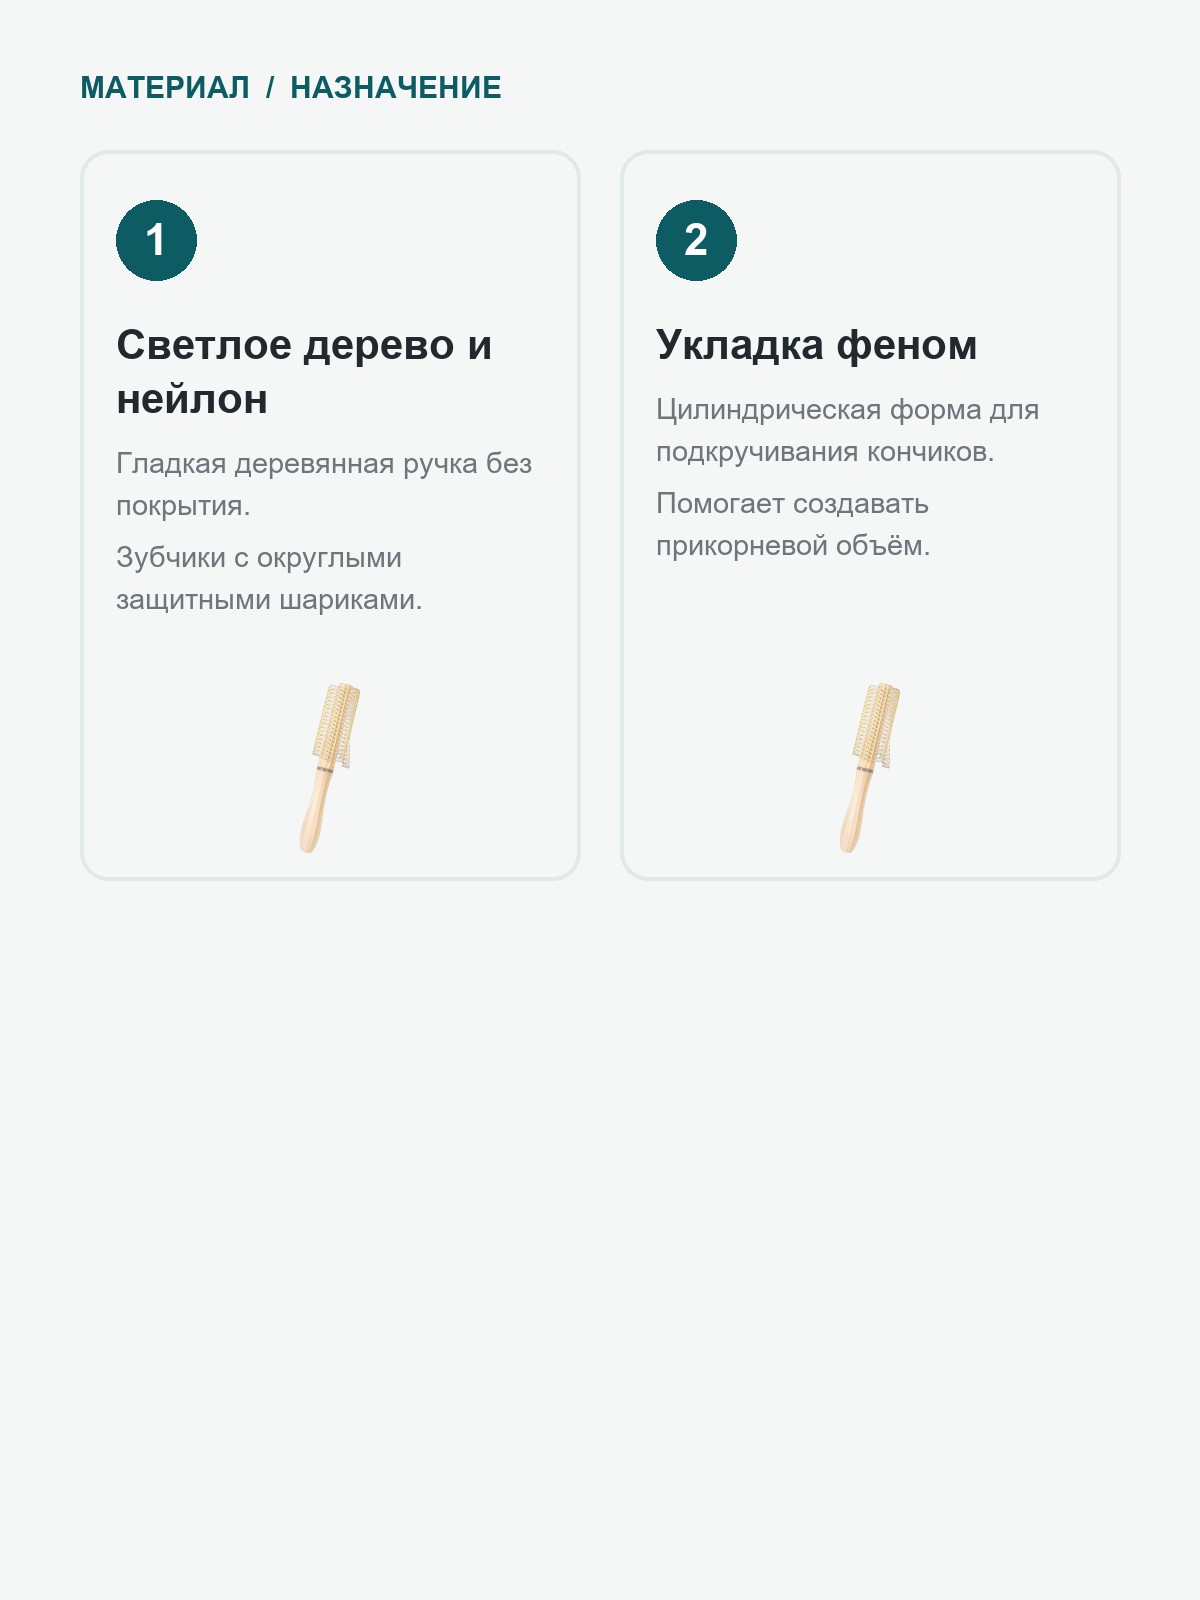 МАТЕРИАЛ / НАЗНАЧЕНИЕ
1
Светлое дерево и
нейлон
Гладкая деревянная ручка без
покрытия.
Зубчики с округлыми
защитными шариками.
2
Укладка феном
Цилиндрическая форма для
подкручивания кончиков.
Помогает создавать
прикорневой объём.